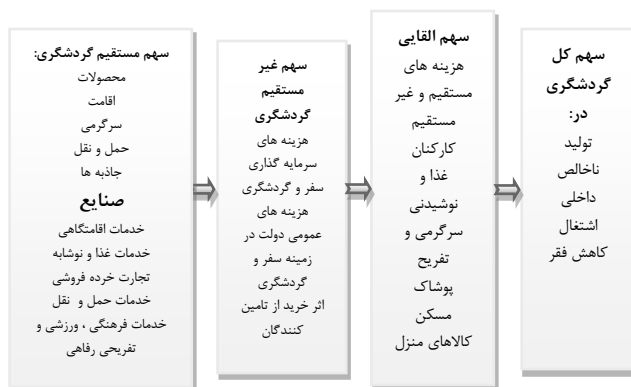 سهم مستقیم گردشگری:
محصولات
اقامت
سرگرمی
حمل و نقل
جاذبه ها
صنایع
خدمات اقامتگاهی
خدمات غذا و نوشابه
تجارت خرده فروشی
خدمات حمل و نقل
خدمات فرهنگی ، ورزشی و
تفریحی رفاهی
سهم غیر
مستقیم
گردشگری
هزینه های
سرمایه گذاری
سفر و گردشگری
هزینه های
عمومی دولت در
زمینه سفر و
گردشگری
اثر خرید از تامین
کنندگان
سهم القایی
هزینه های
مستقیم و غیر
مستقیم
کارکنان
غذا و
نوشیدنی
سرگرمی و
تفریح
پوشاک
مسکن
کالاهای منزل
سهم کل
گردشگری
در:
تولید
ناخالص
داخلی
اشتغال
کاهش فقر